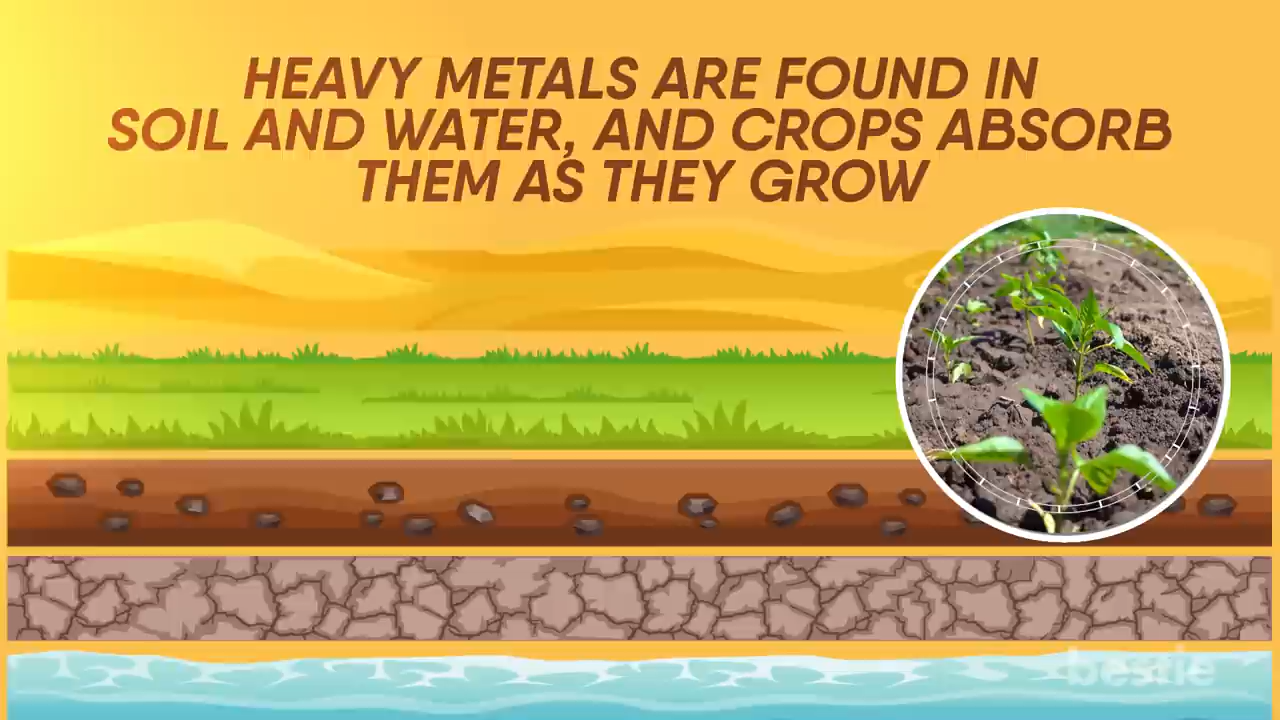 HEAVY METALS ARE FOUND IN
SOIL AND WATER, AND CROPS ABSORB
THEM AS THEY GROW
bestie